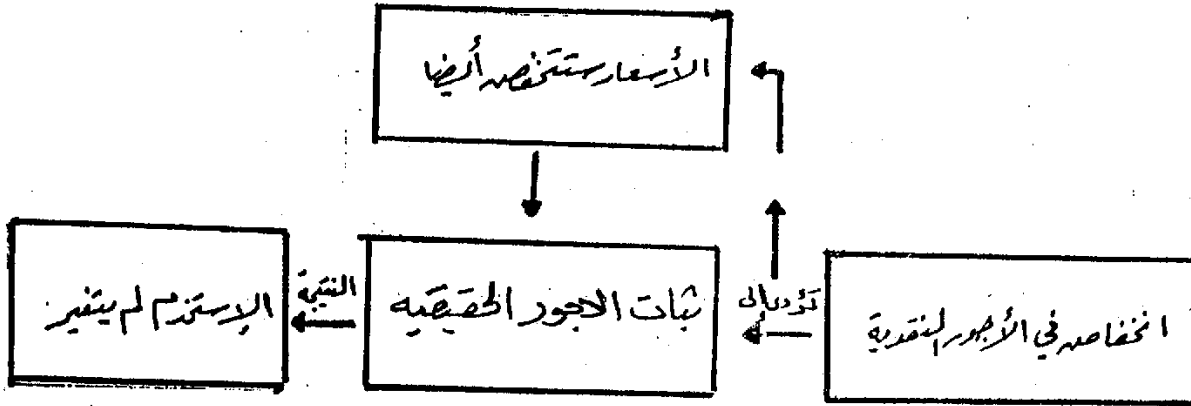 الأسعار ستنخفض أيضا
انخفاض في الأجور النقدية
تؤدي إلى
ثبات الاجور الحقيقيه
النتيجة
الإستخدام لم يتغير